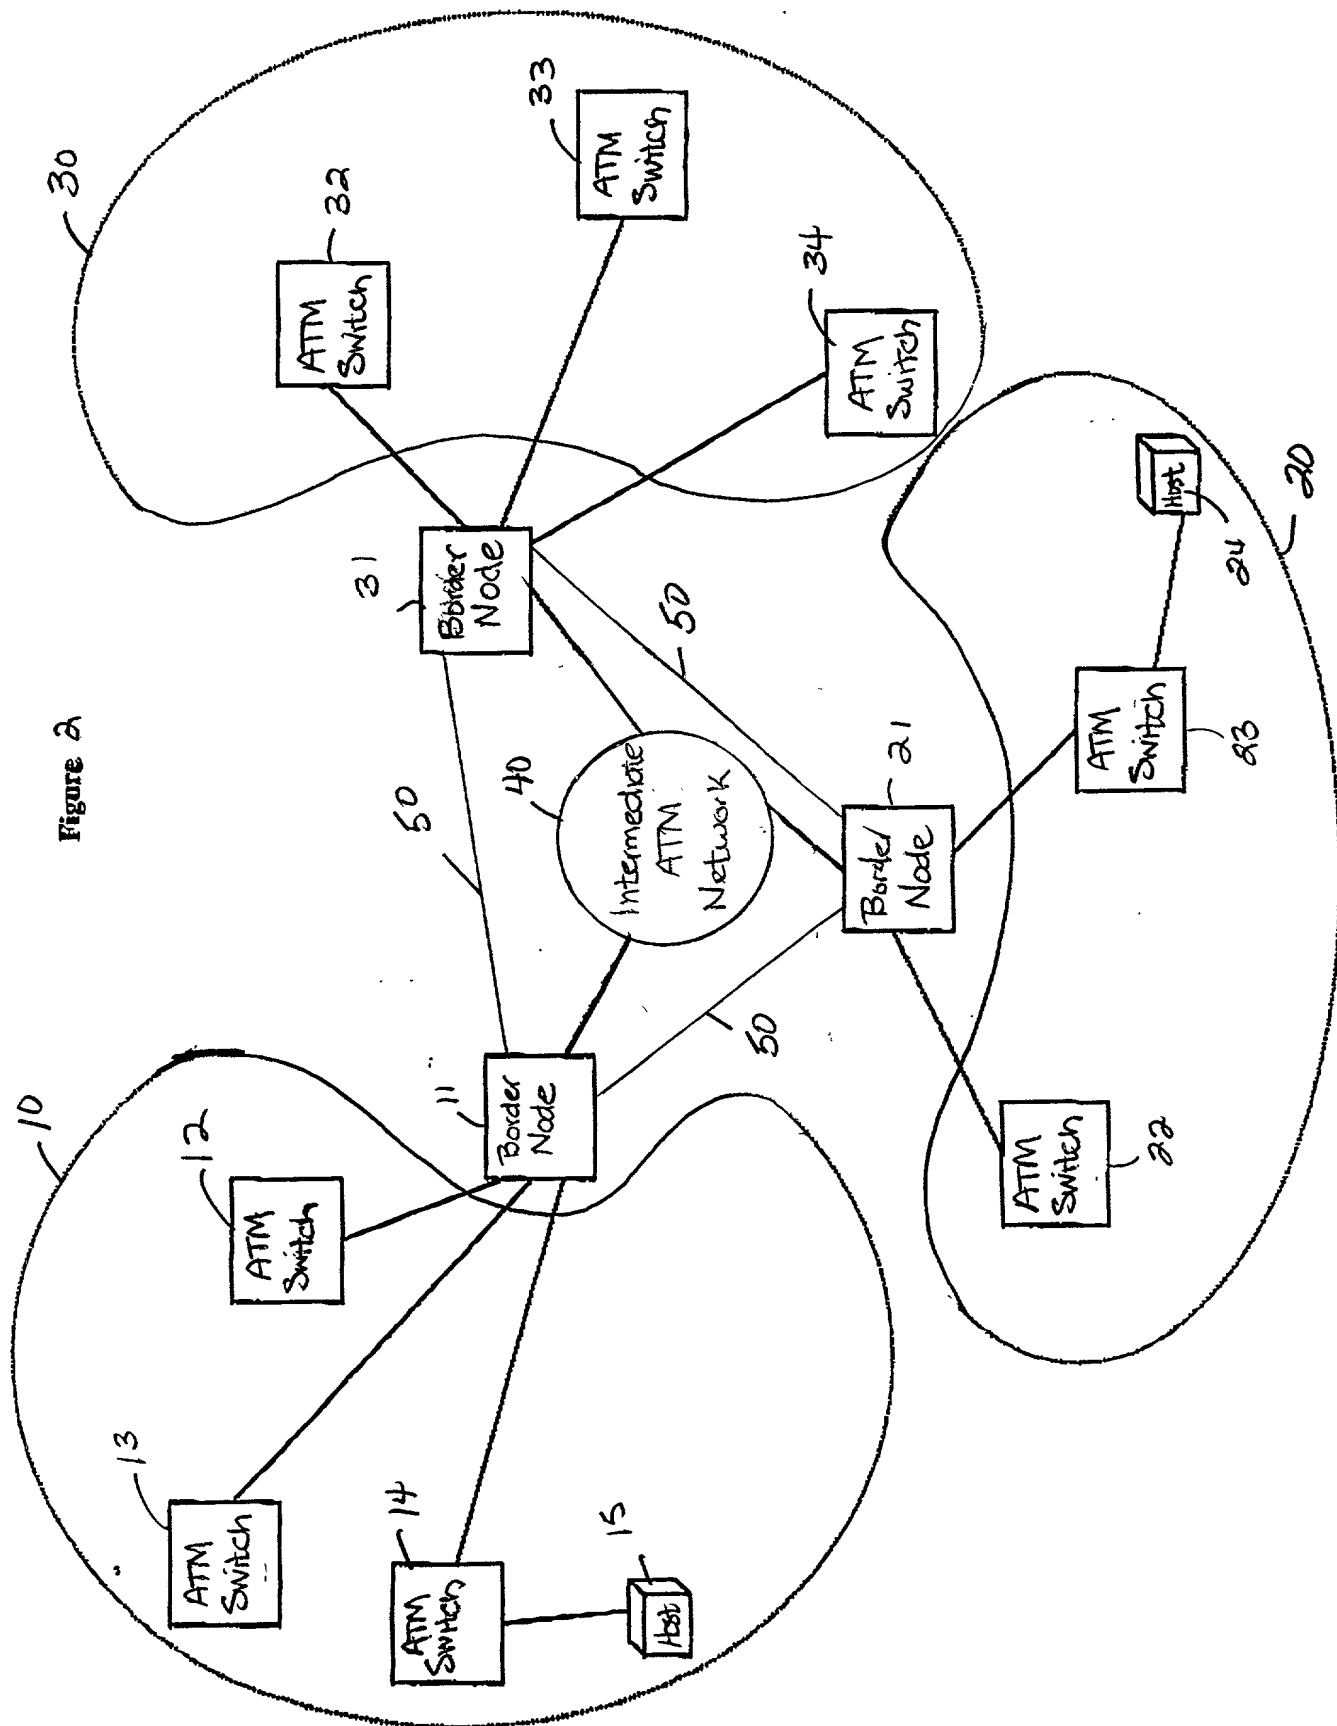 Figure 2
10
13
ATM
Switch
12
ATM
Switch
14
ATM
Switch
15
Host
11
Border
Node
50
40
Intermediate
ATM
Network
50
50
31
Border
Node
30
32
ATM
Switch
33
ATM
Switch
34
ATM
Switch
21
Border
Node
22
ATM
Switch
23
ATM
Switch
24
Host
20